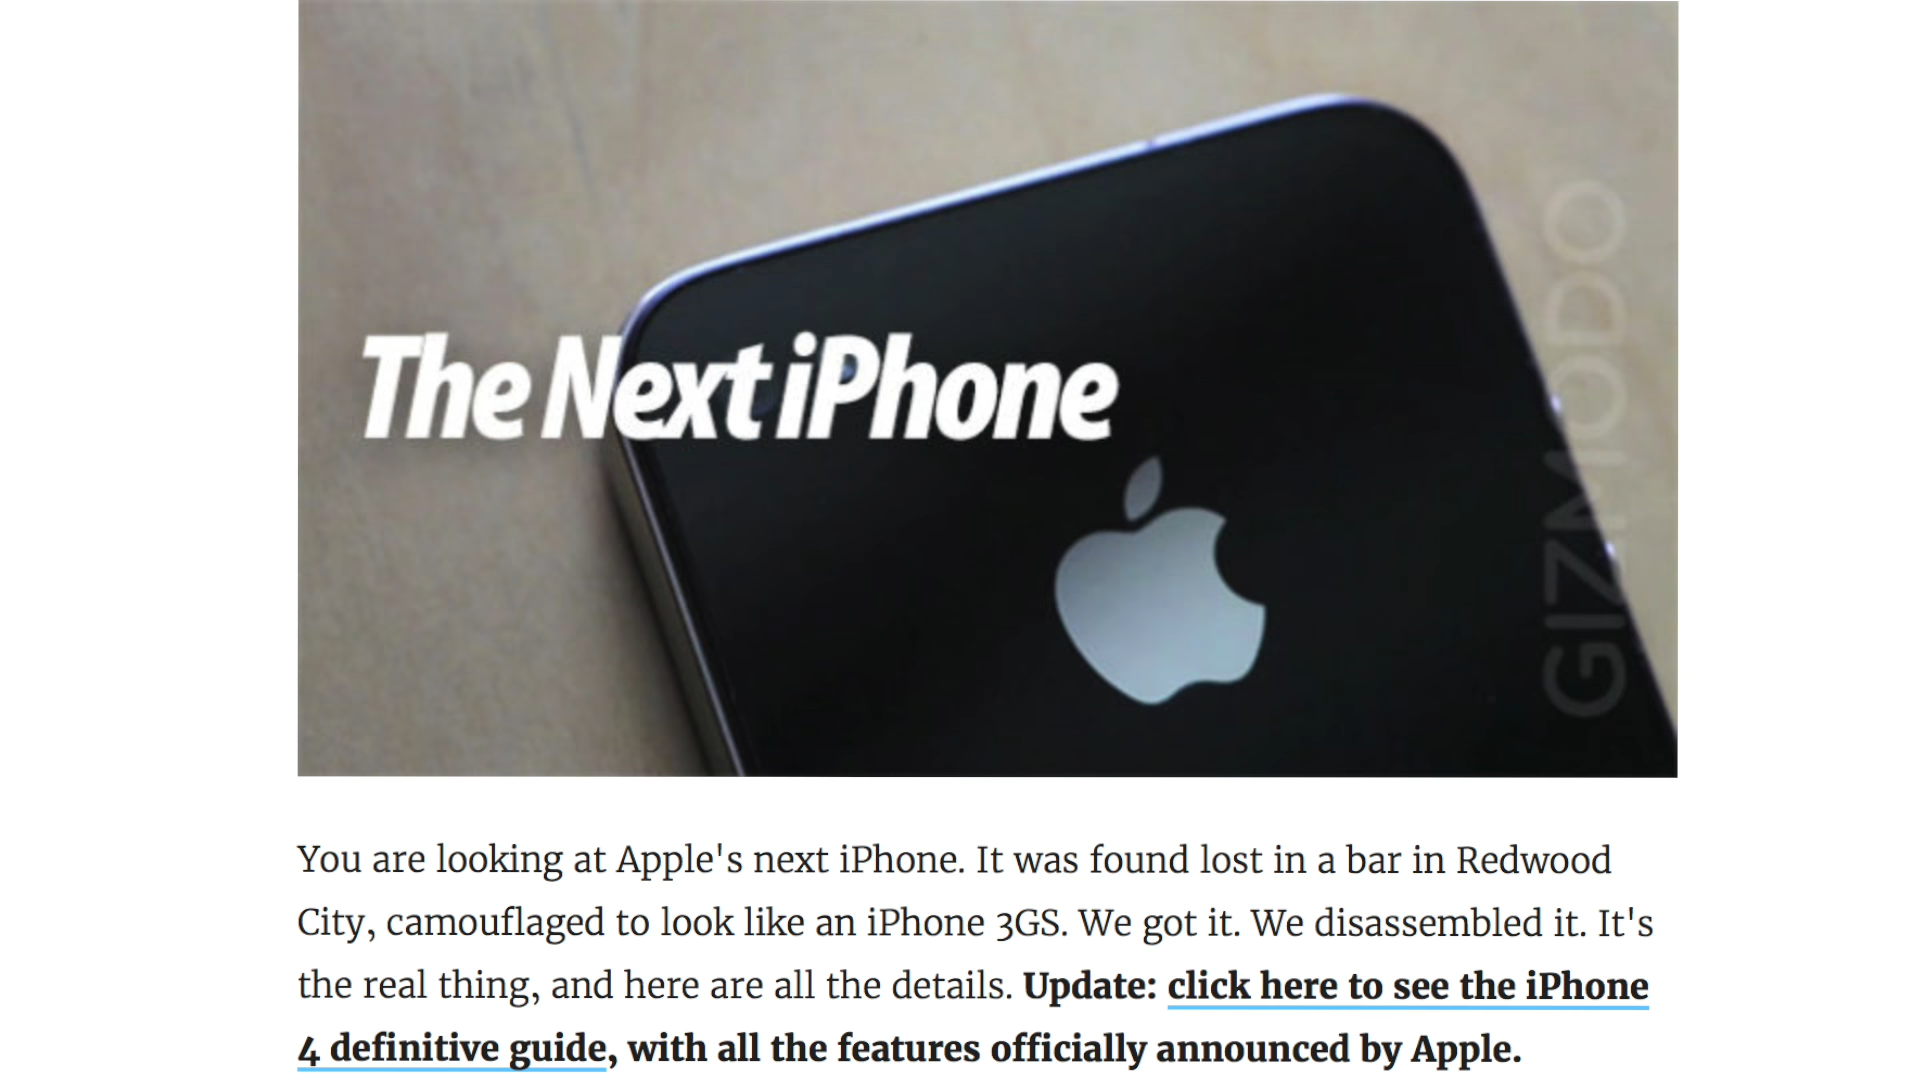 The Next iPhone
GIZMODO
You are looking at Apple's next iPhone. It was found lost in a bar in Redwood
City, camouflaged to look like an iPhone 3GS. We got it. We disassembled it. It's
the real thing, and here are all the details. Update: click here to see the iPhone
4 definitive guide, with all the features officially announced by Apple.